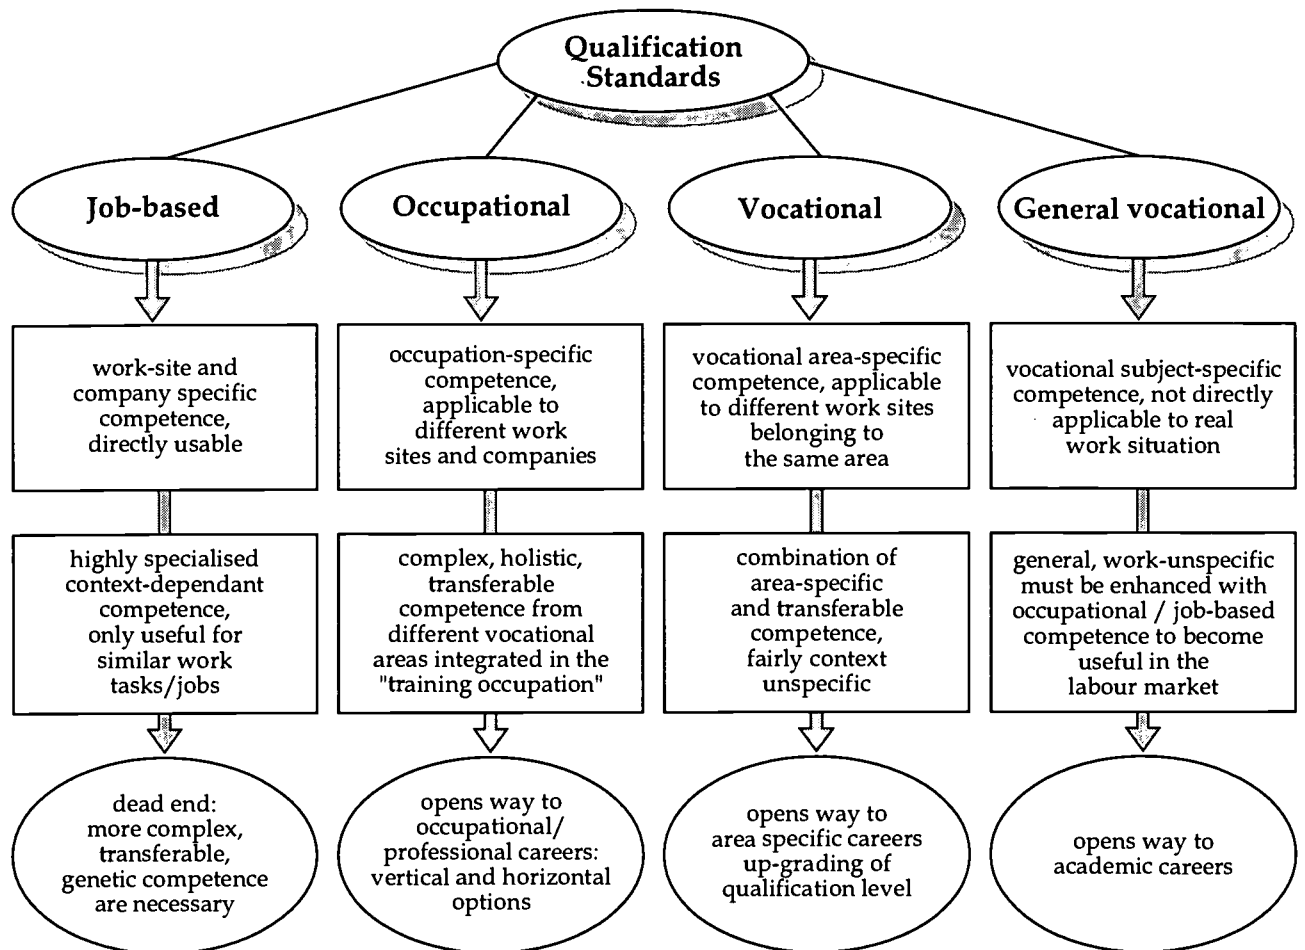 Qualification
Standards
Job-based
Occupational
Vocational
General vocational
work-site and
company specific
competence,
directly usable
occupation-specific
competence,
applicable to
different work
sites and companies
vocational area-specific
competence, applicable
to different work sites
belonging to
the same area
vocational subject-specific
competence, not directly
applicable to real
work situation
highly specialised
context-dependant
competence,
only useful for
similar work
tasks/jobs
complex, holistic,
transferable
competence from
different vocational
areas integrated in the
"training occupation"
combination of
area-specific
and transferable
competence,
fairly context
unspecific
general, work-unspecific
must be enhanced with
occupational / job-based
competence to become
useful in the
labour market
dead end:
more complex,
transferable,
genetic competence
are necessary
opens way to
occupational/
professional careers:
vertical and horizontal
options
opens way to
area specific careers
up-grading of
qualification level
opens way to
academic careers